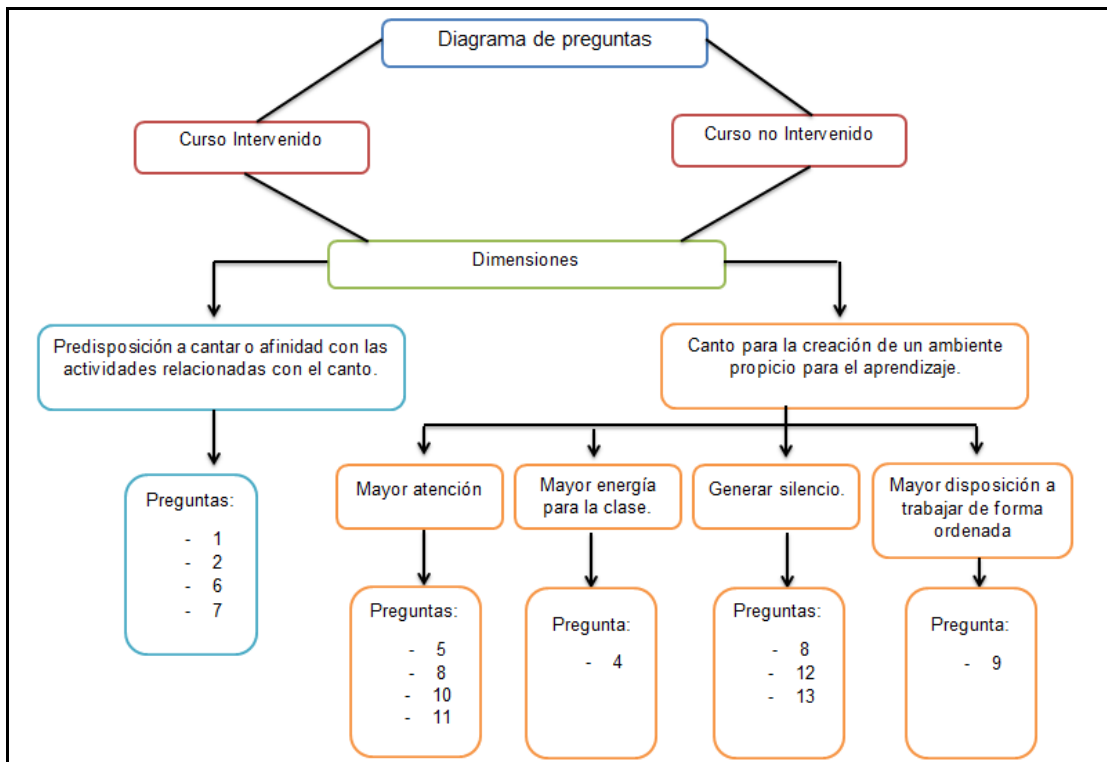 Diagrama de preguntas
Curso Intervenido
Curso no Intervenido
Dimensiones
Predisposición a cantar o afinidad con las
actividades relacionadas con el canto.
Canto para la creación de un ambiente
propicio para el aprendizaje.
Preguntas:
- 1
- 2
- 6
- 7
Mayor atención
Mayor energía
para la clase.
Generar silencio.
Mayor disposición a
trabajar de forma
ordenada
Preguntas:
- 5
- 8
- 10
- 11
Pregunta:
- 4
Preguntas:
- 8
- 12
- 13
Pregunta:
- 9